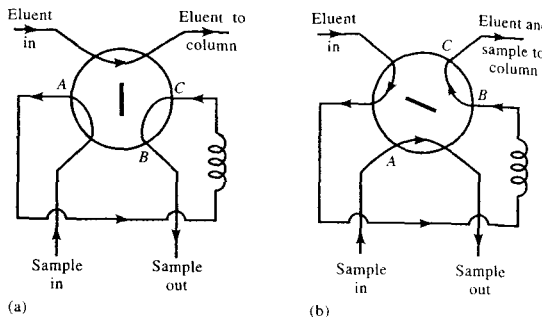 Eluent
in
Eluent to
column
A
C
B
Sample
in
Sample
out
(a)
Eluent
in
Eluent and
sample to
column
C
B
A
Sample
in
Sample
out
(b)